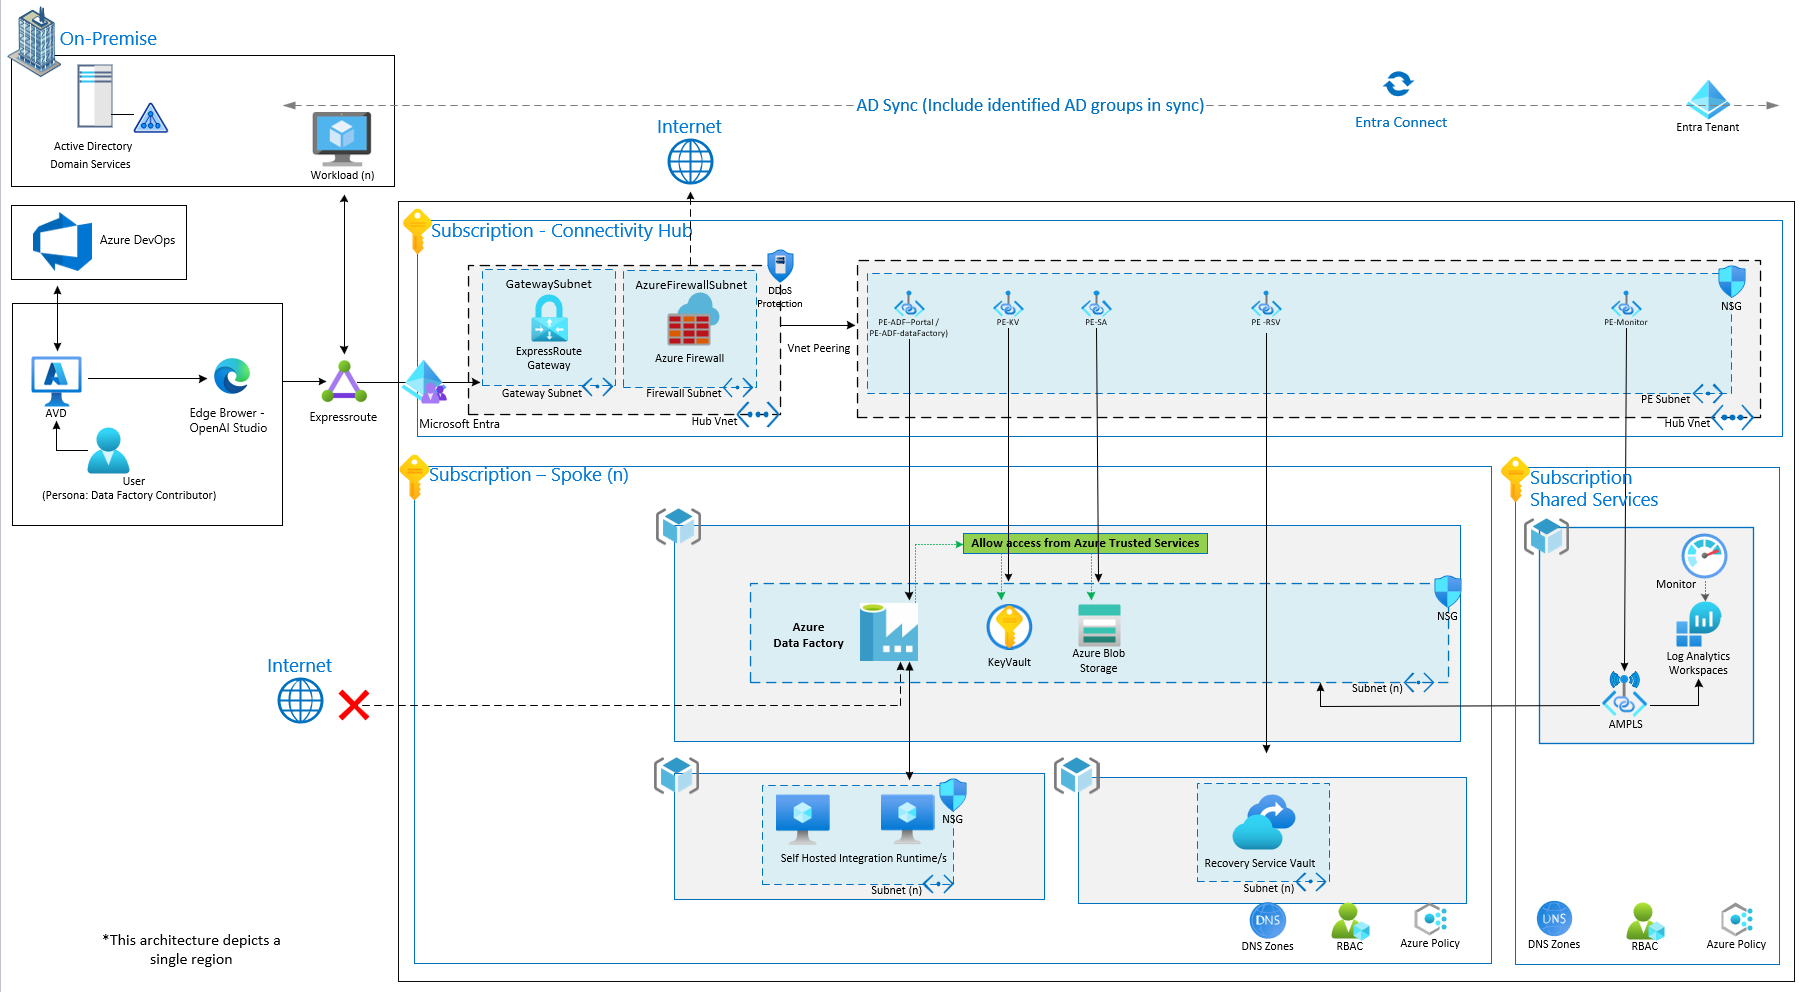 On-Premise
Active Directory
Domain Services
Workload (n)
AD Sync (Include identified AD groups in sync)
Entra Connect
Entra Tenant
Internet
Azure DevOps
Subscription - Connectivity Hub
GatewaySubnet
ExpressRoute
Gateway
Gateway Subnet
AzureFirewallSubnet
Azure Firewall
Firewall Subnet
Hub Vnet
DDoS
Protection
Vnet Peering
PE-ADF–Portal /
PE-ADF-dataFactory)
PE-KV
PE-SA
PE -RSV
PE-Monitor
NSG
PE Subnet
Hub Vnet
AVD
Edge Brower -
OpenAI Studio
User
(Persona: Data Factory Contributor)
Expressroute
Microsoft Entra
Subscription – Spoke (n)
Allow access from Azure Trusted Services
Azure
Data Factory
KeyVault
Azure Blob
Storage
NSG
Subnet (n)
Internet
Self Hosted Integration Runtime/s
NSG
Subnet (n)
Recovery Service Vault
Subnet (n)
DNS
DNS Zones
RBAC
Azure Policy
Subscription
Shared Services
Monitor
Log Analytics
Workspaces
AMPLS
DNS
DNS Zones
RBAC
Azure Policy
*This architecture depicts a
single region